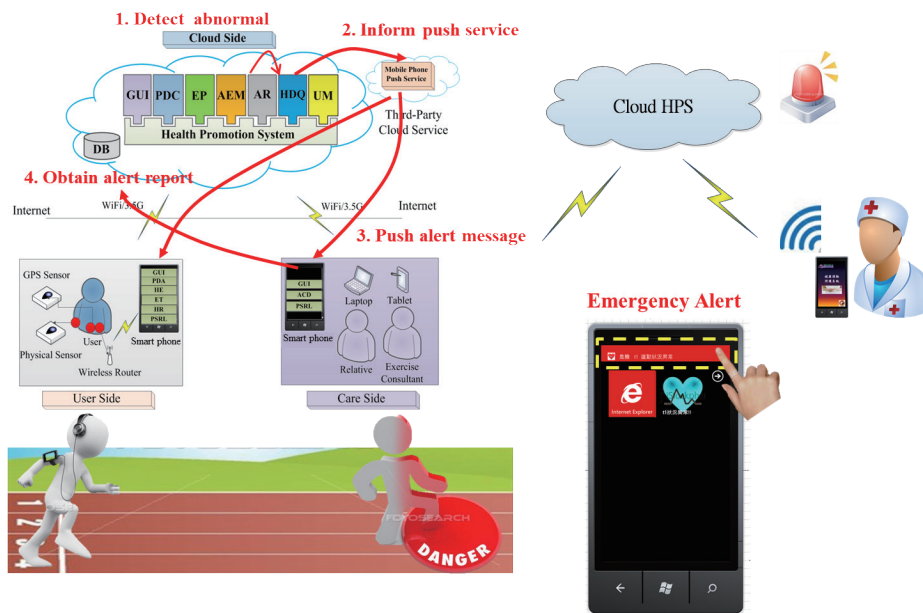 1. Detect abnormal
2. Inform push service
Cloud Side
GUI PDC EP AEM AR HDQ UM
Health Promotion System
DB
Mobile Phone
Push Service
Third-Party
Cloud Service
4. Obtain alert report
Internet
WiFi/3.5G
WiFi/3.5G
Internet
3. Push alert message
GPS Sensor
Physical Sensor
User
Wireless Router
GUI
PDA
HE
ET
HR
PSRL
Smart phone
GUI
ACD
PSRL
Smart phone
Laptop
Tablet
Relative
Exercise
Consultant
User Side
Care Side
1
2
FOTOSEARCH
DANGER
Cloud HPS
Emergency Alert
Internet Explorer